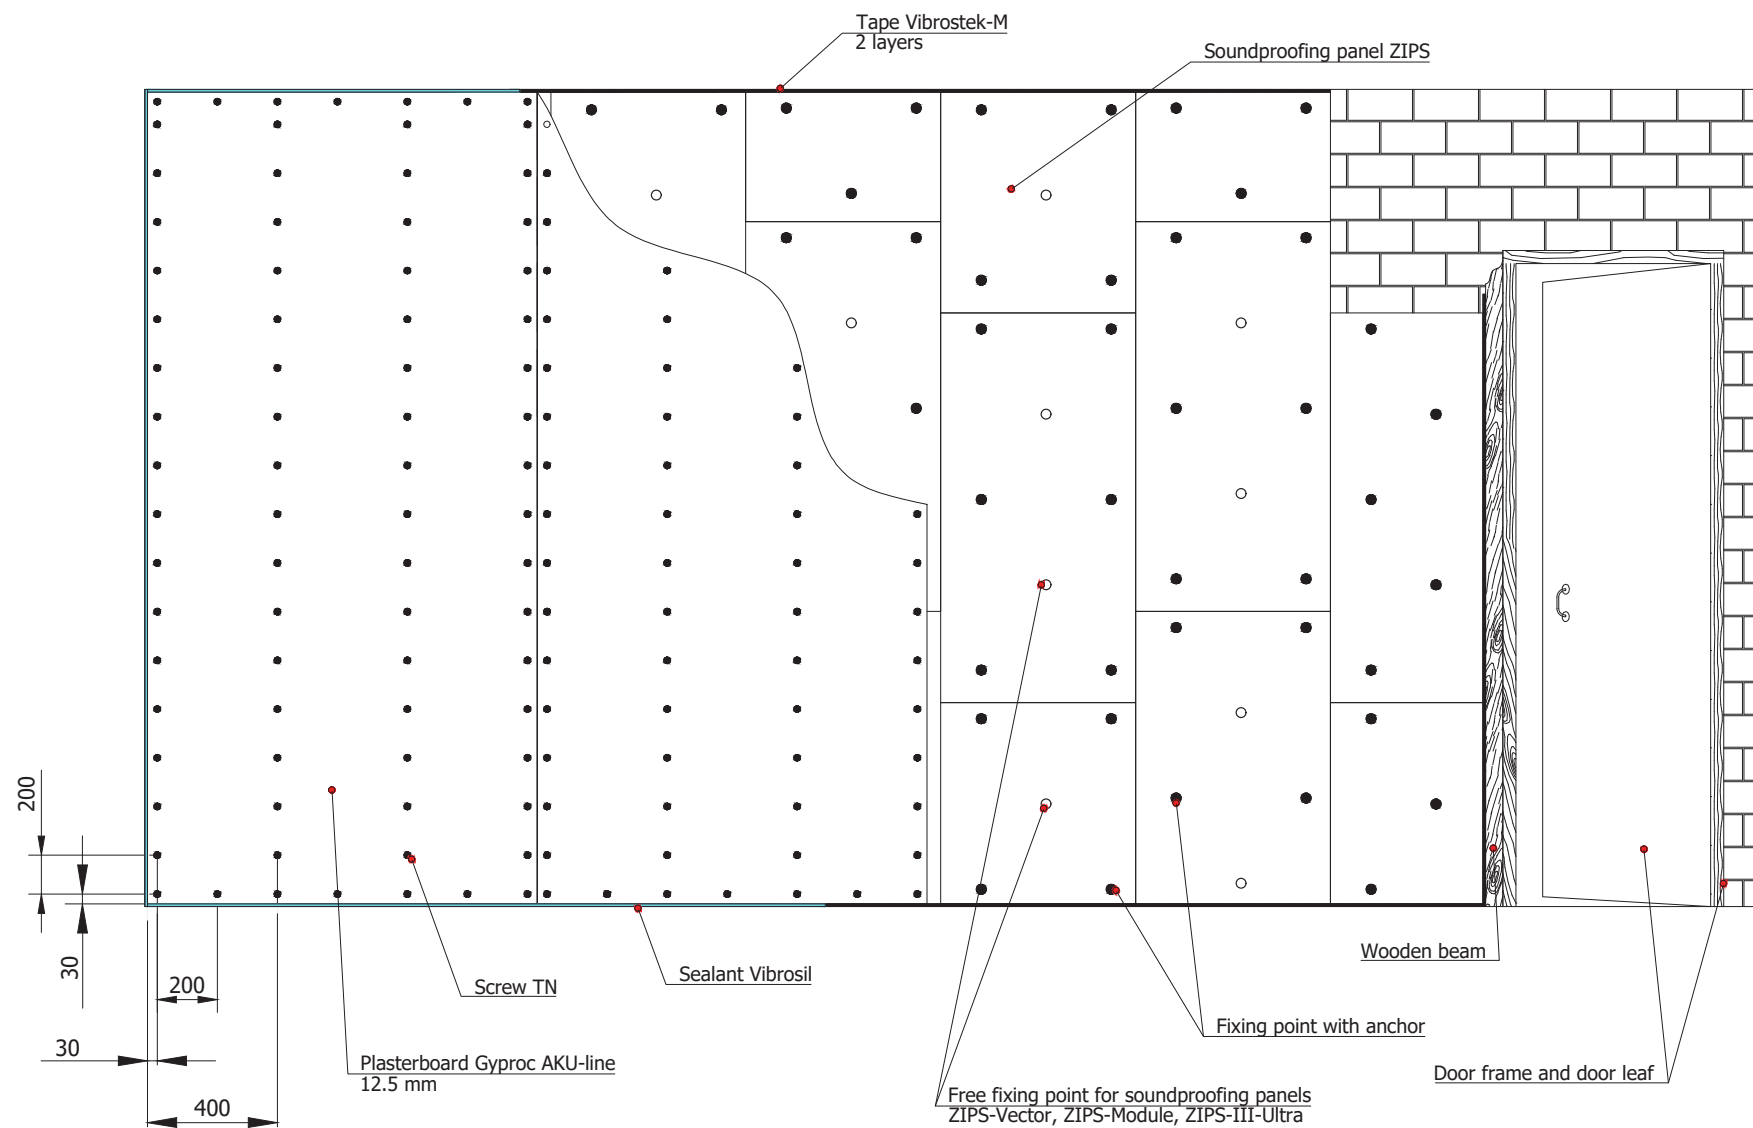 Tape Vibrostek-M
2 layers
Soundproofing panel ZIPS
200
30
200
30
400
Screw TN
Sealant Vibrosil
Plasterboard Gyproc AKU-line
12.5 mm
Wooden beam
Fixing point with anchor
Door frame and door leaf
Free fixing point for soundproofing panels
ZIPS-Vector, ZIPS-Module, ZIPS-III-Ultra